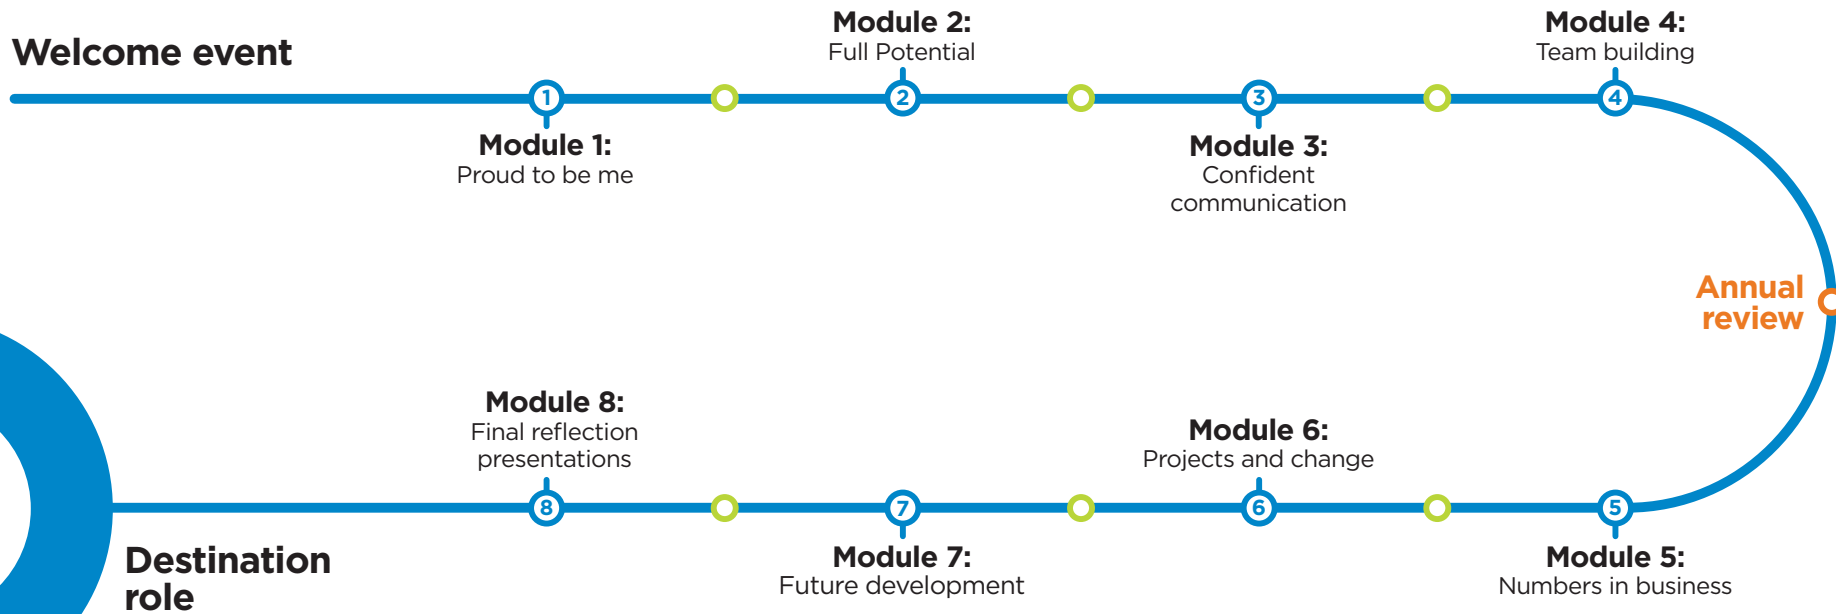 Welcome event
1
Module 1:
Proud to be me
Module 2:
Full Potential
2
3
Module 3:
Confident
communication
Module 4:
Team building
4
Annual
review
5
Module 5:
Numbers in business
Module 6:
Projects and change
6
7
Module 7:
Future development
Module 8:
Final reflection
presentations
8
Destination
role